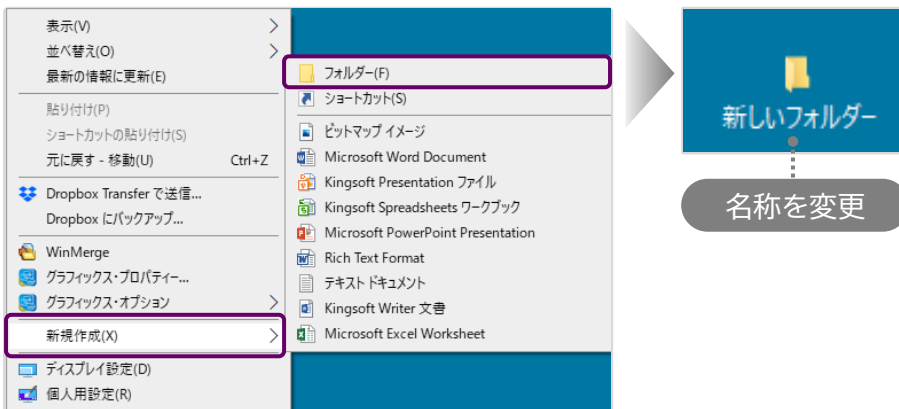 表示(V)
並べ替え(O)
最新の情報に更新(E)
貼り付け(P)
ショートカットの貼り付け(S)
元に戻す - 移動(U) Ctrl+Z
Dropbox Transfer で送信...
Dropbox にバックアップ...
WinMerge
グラフィックス・プロパティー...
グラフィックス・オプション
新規作成(X)
ディスプレイ設定(D)
個人用設定(R)
フォルダー(F)
ショートカット(S)
ビットマップ イメージ
Microsoft Word Document
Kingsoft Presentation ファイル
Kingsoft Spreadsheets ワークブック
Microsoft PowerPoint Presentation
Rich Text Format
テキスト ドキュメント
Kingsoft Writer 文書
Microsoft Excel Worksheet
新しいフォルダー
名称を変更